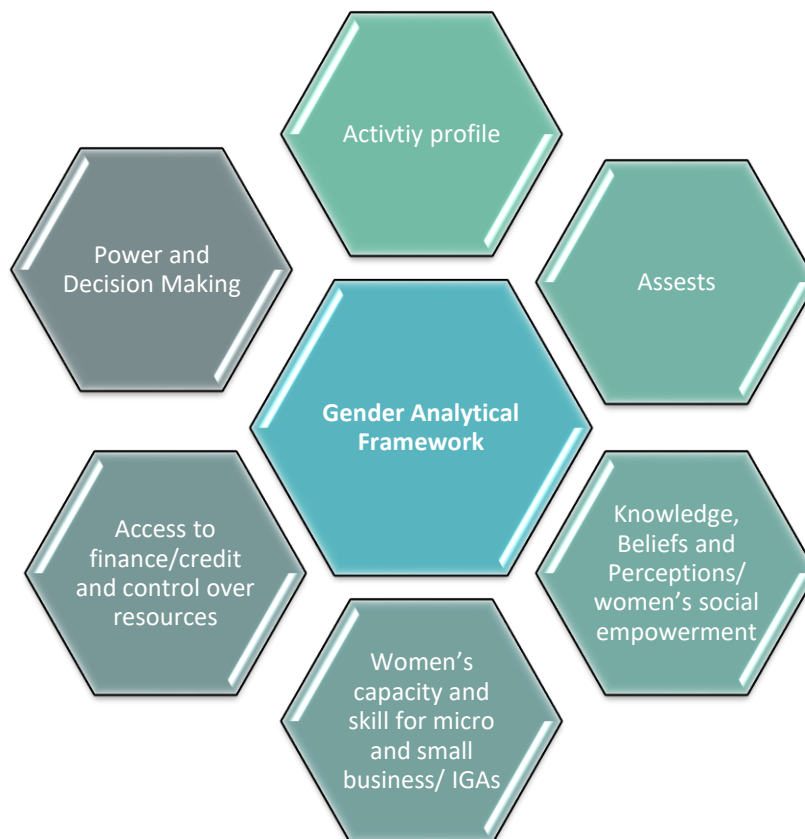 Activtiy profile
Power and
Decision Making
Assests
Gender Analytical
Framework
Access to
finance/credit
and control over
resources
Knowledge,
Beliefs and
Perceptions/
women’s social
empowerment
Women’s
capacity and
skill for micro
and small
business/ IGAs